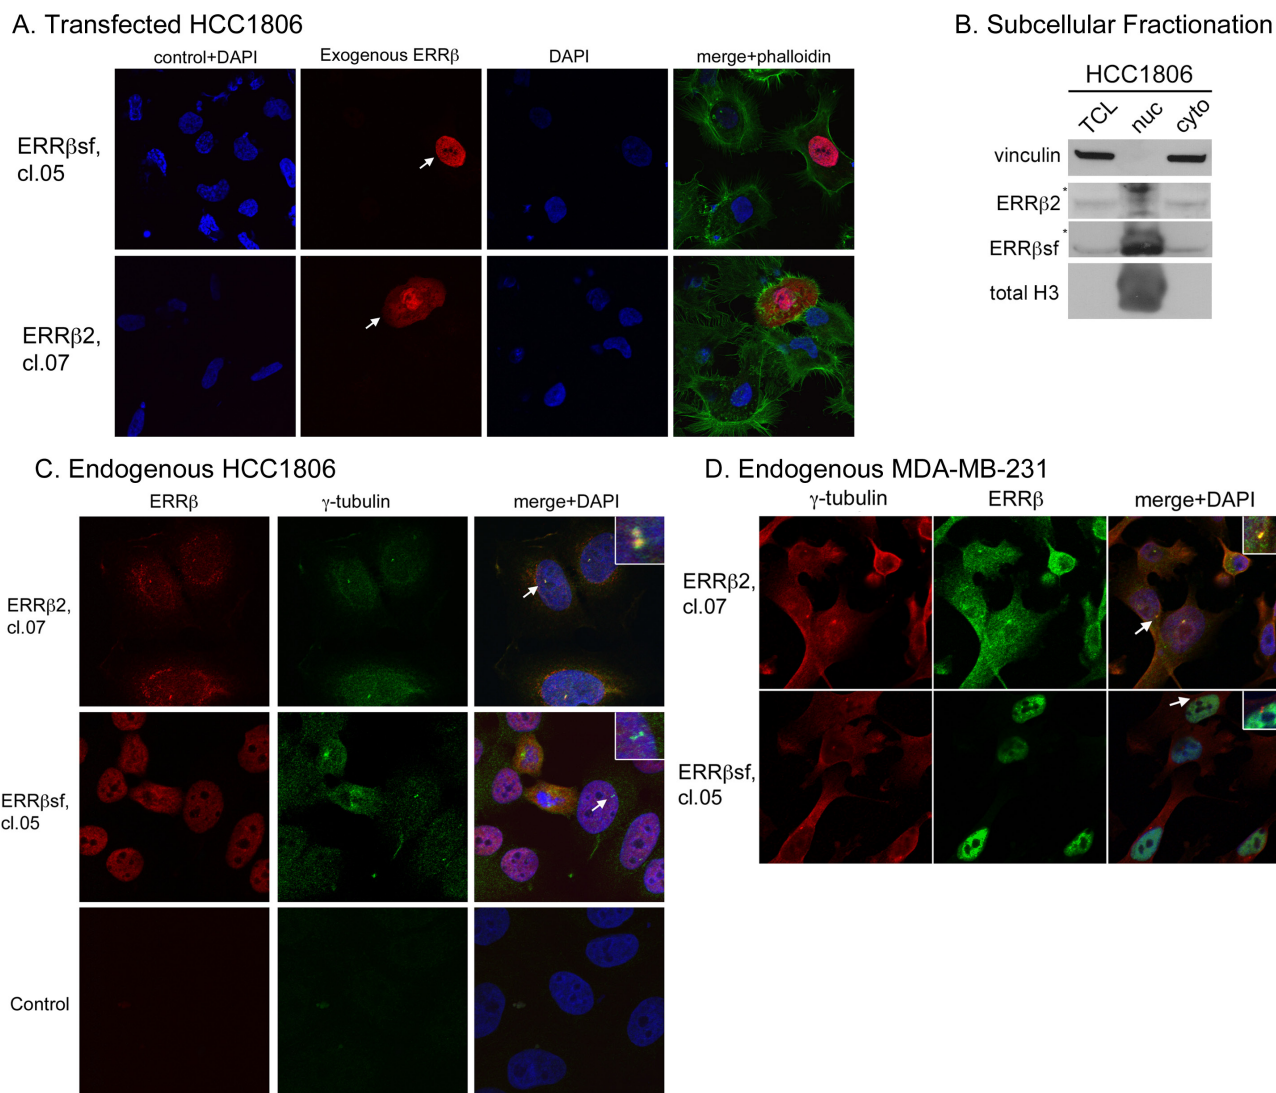 A. Transfected HCC1806
control+DAPI Exogenous ERRβ DAPI merge+phalloidin
ERRβsf,
cl.05
ERRβ2,
cl.07
B. Subcellular Fractionation
HCC1806
TCL nuc cyto
vinculin
*
ERRβ2
*
ERRβsf
total H3
C. Endogenous HCC1806
ERRβ γ-tubulin merge+DAPI
ERRβ2,
cl.07
ERRβsf,
cl.05
Control
D. Endogenous MDA-MB-231
γ-tubulin ERRβ merge+DAPI
ERRβ2,
cl.07
ERRβsf,
cl.05